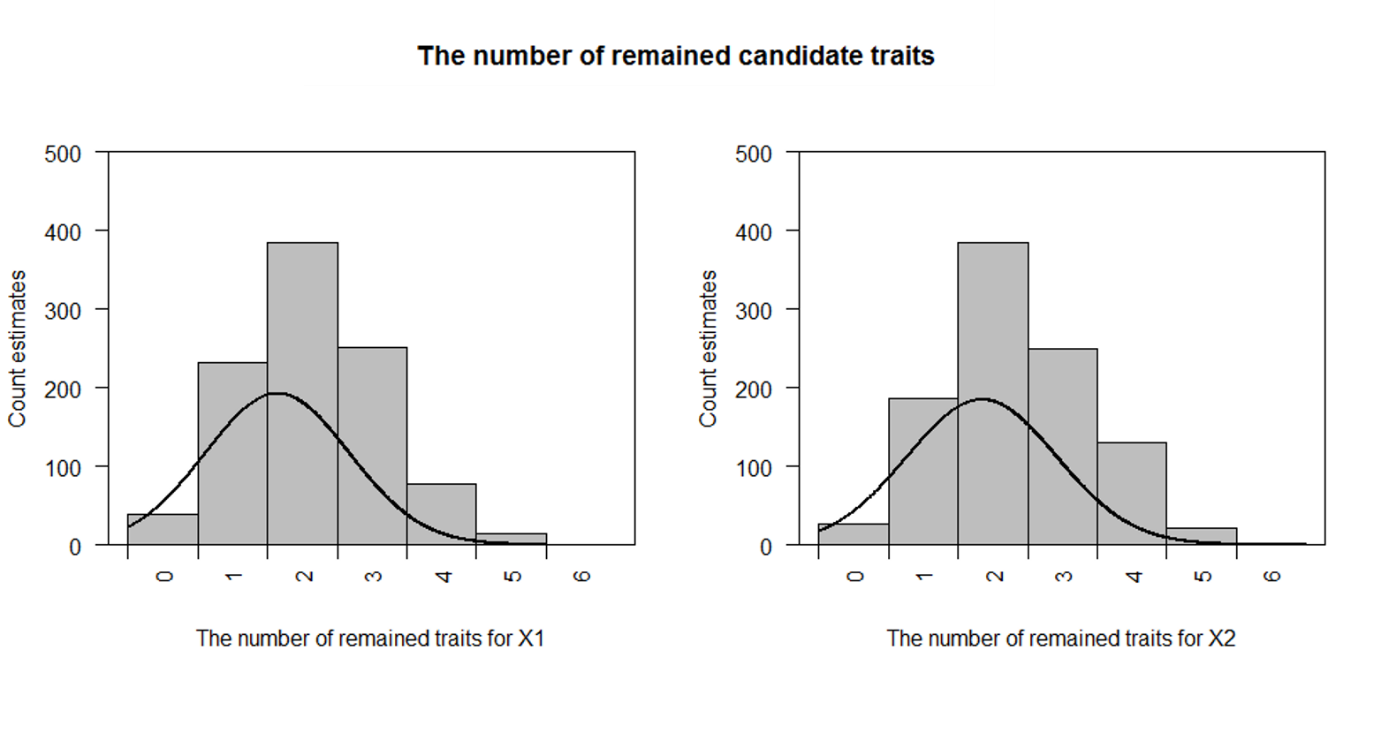 The number of remained candidate traits
500
400
300
200
100
0
Count estimates
0 1 2 3 4 5 6
The number of remained traits for X1
500
400
300
200
100
0
Count estimates
0 1 2 3 4 5 6
The number of remained traits for X2